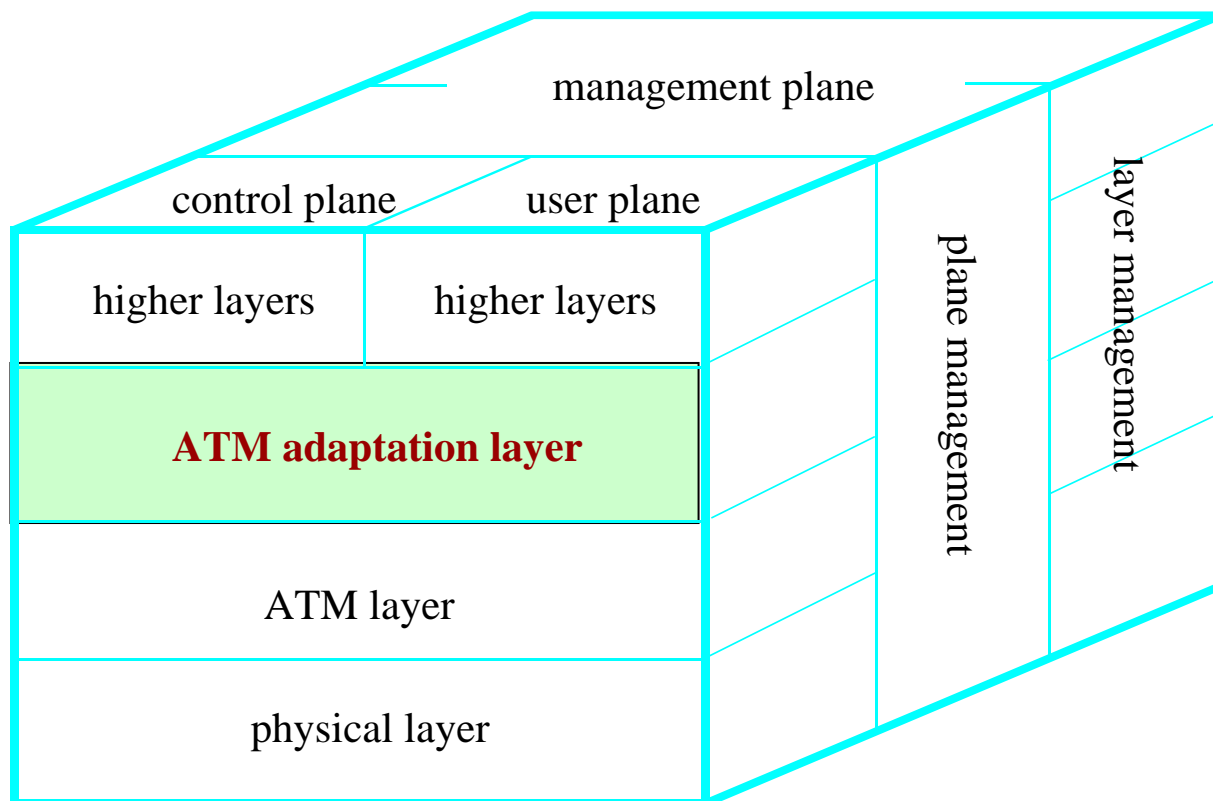 management plane
control plane
user plane
higher layers
higher layers
ATM adaptation layer
ATM layer
physical layer
plane management
layer management